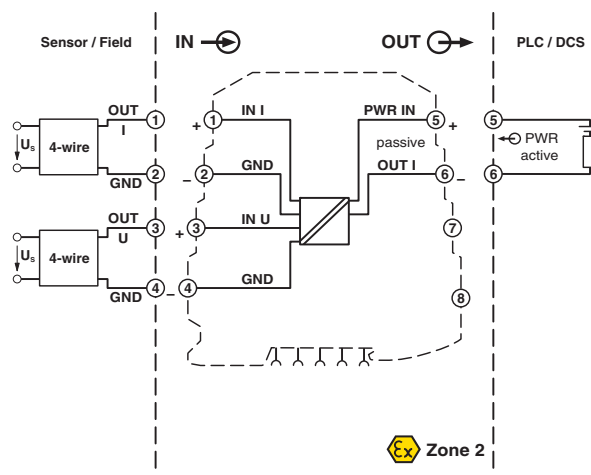 Sensor / Field
IN
OUT
PLC / DCS
OUT
I
1
1
IN I
PWR IN
5
5
+
+
U s
4-wire
passive
PWR
active
GND
2
2
GND
OUT I
6
6
–
–
OUT
U
3
3
IN U
7
+
U s
4-wire
GND
4
4
GND
8
–
Ex Zone 2